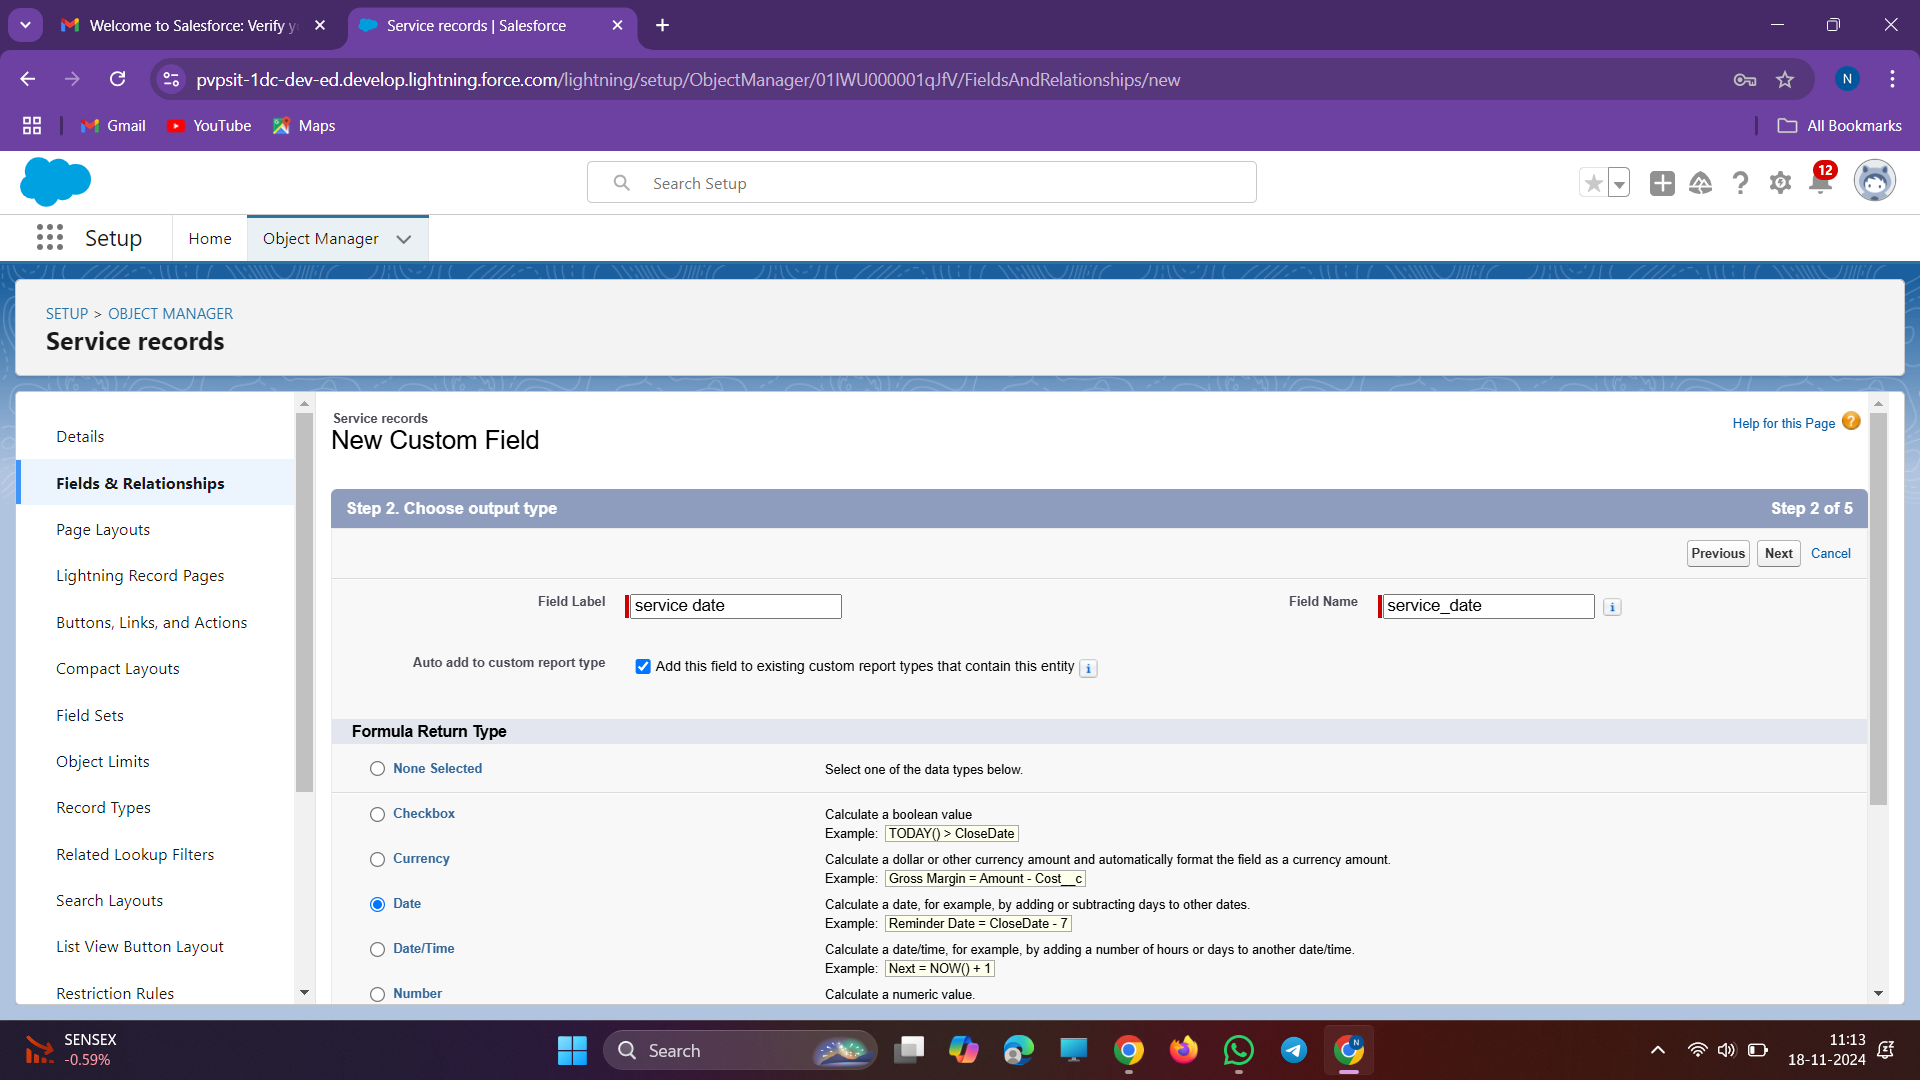 Welcome to Salesforce: Verify y
Service records | Salesforce
pvpsit-1dc-dev-ed.develop.lightning.force.com/lightning/setup/ObjectManager/01IWU000001qJfV/FieldsAndRelationships/new
N
Gmail
YouTube
Maps
All Bookmarks
Search Setup
12
Setup
Home
Object Manager
SETUP > OBJECT MANAGER
Service records
Details
Fields & Relationships
Page Layouts
Lightning Record Pages
Buttons, Links, and Actions
Compact Layouts
Field Sets
Object Limits
Record Types
Related Lookup Filters
Search Layouts
List View Button Layout
Restriction Rules
Service records
New Custom Field
Help for this Page ?
Step 2. Choose output type
Step 2 of 5
Previous
Next
Cancel
Field Label
service date
Field Name
service_date
i
Auto add to custom report type
Add this field to existing custom report types that contain this entity
i
Formula Return Type
None Selected
Select one of the data types below.
Checkbox
Calculate a boolean value
Example: TODAY() > CloseDate
Currency
Calculate a dollar or other currency amount and automatically format the field as a currency amount.
Example: Gross Margin = Amount - Cost__c
Date
Calculate a date, for example, by adding or subtracting days to other dates.
Example: Reminder Date = CloseDate - 7
Date/Time
Calculate a date/time, for example, by adding a number of hours or days to another date/time.
Example: Next = NOW() + 1
Number
Calculate a numeric value.
SENSEX
-0.59%
Search
N
11:13
18-11-2024